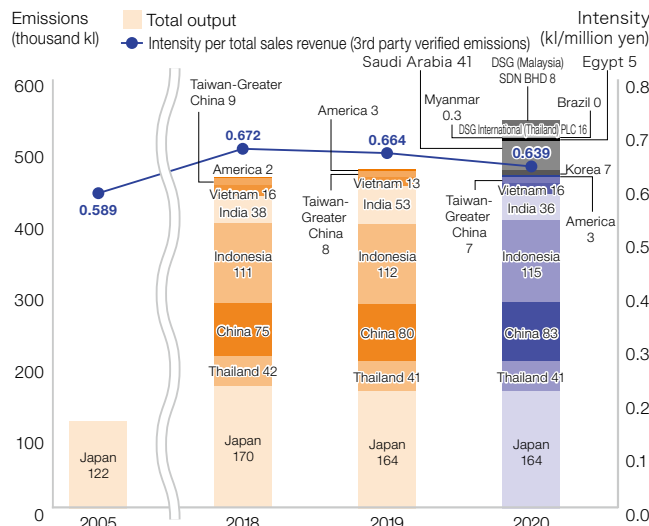 Emissions
(thousand kl)
Total output
Intensity per total sales revenue (3rd party verified emissions)
Intensity
(kl/million yen)
600
500
400
300
200
100
0
0.8
0.7
0.6
0.5
0.4
0.3
0.2
0.1
0.0
0.589
Japan
122
2005
Taiwan-Greater
China 9
0.672
America 2
Vietnam 16
India 38
Indonesia
111
China 75
Thailand 42
Japan
170
2018
America 3
0.664
Vietnam 13
Taiwan-
Greater
China
8
India 53
Indonesia
112
China 80
Thailand 41
Japan
164
2019
Saudi Arabia 41
DSG (Malaysia)
SDN BHD 8
Egypt 5
Myanmar
0.3
Brazil 0
DSG International (Thailand) PLC 16
0.639
Korea 7
Vietnam 16
Taiwan-
Greater
China
7
India 36
America
3
Indonesia
115
China 83
Thailand 41
Japan
164
2020